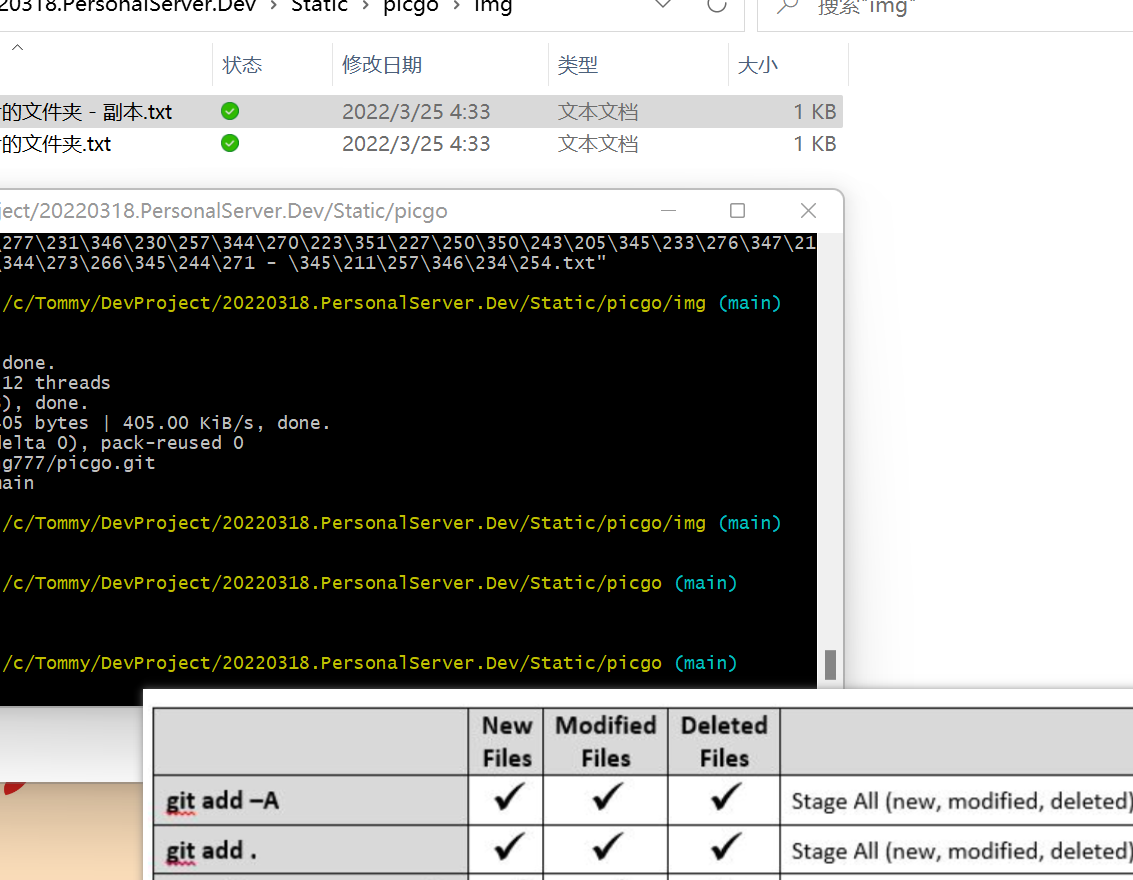 20318.PersonalServer.Dev › Static › picgo › img
搜索"img"
状态 修改日期 类型 大小
的文件夹 - 副本.txt 2022/3/25 4:33 文本文档 1 KB
的文件夹.txt 2022/3/25 4:33 文本文档 1 KB
ject/20220318.PersonalServer.Dev/Static/picgo
\277\231\346\230\257\344\270\223\351\227\250\350\243\205\345\233\276\347\21
\344\273\266\345\244\271 - \345\211\257\346\234\254.txt"
/c/Tommy/DevProject/20220318.PersonalServer.Dev/Static/picgo/img (main)
done.
12 threads
), done.
405 bytes | 405.00 KiB/s, done.
delta 0), pack-reused 0
g777/picgo.git
main
/c/Tommy/DevProject/20220318.PersonalServer.Dev/Static/picgo/img (main)
/c/Tommy/DevProject/20220318.PersonalServer.Dev/Static/picgo (main)
/c/Tommy/DevProject/20220318.PersonalServer.Dev/Static/picgo (main)
New Files Modified Files Deleted Files
git add –A ✓ ✓ ✓ Stage All (new, modified, deleted)
git add . ✓ ✓ ✓ Stage All (new, modified, deleted)